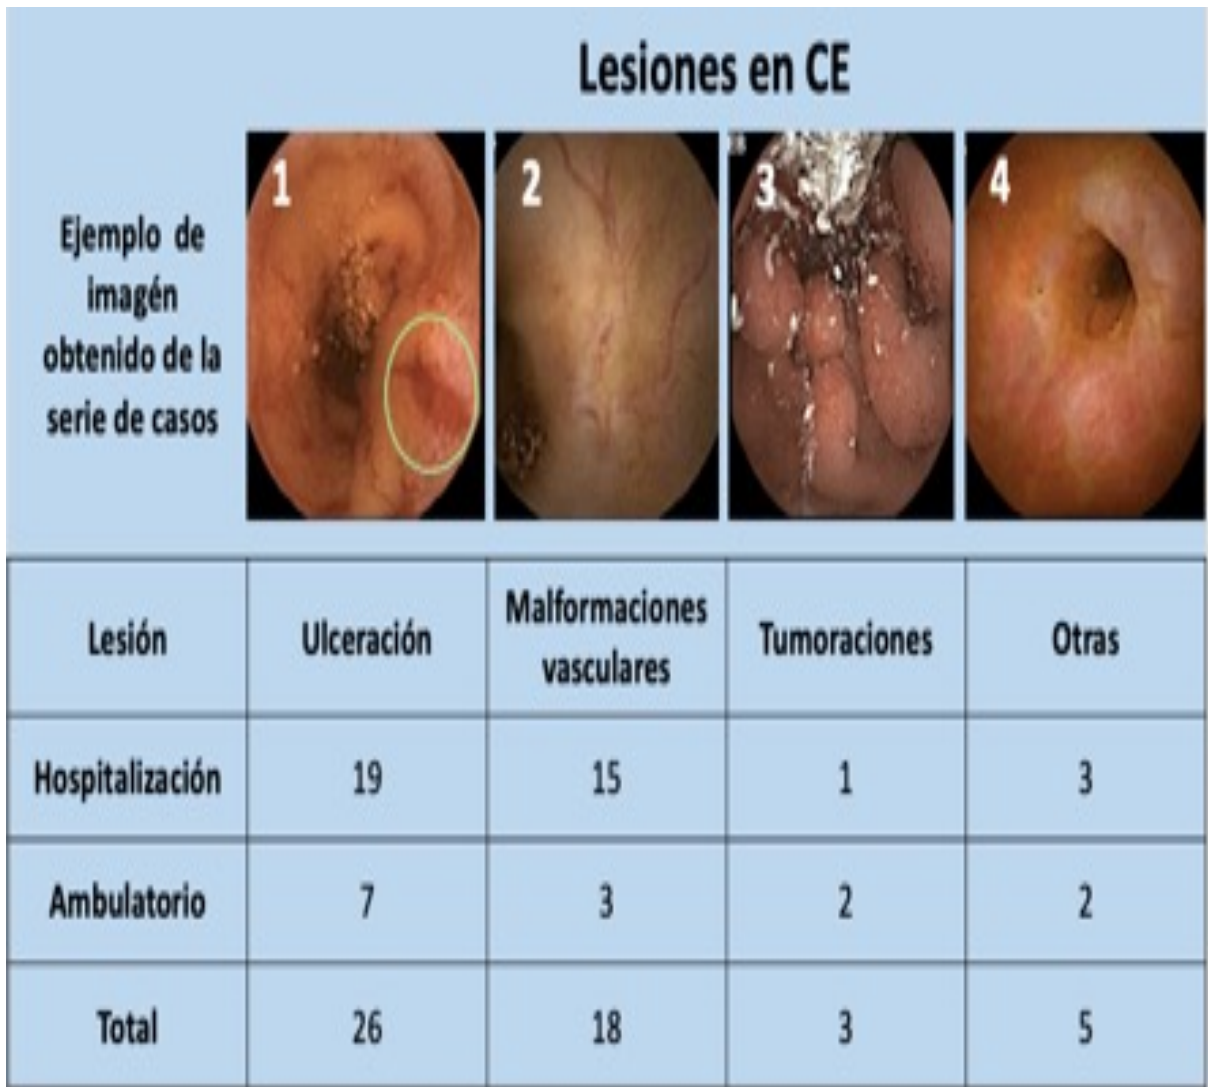 Lesiones en CE
1 2 3 4
Ejemplo de
imagén
obtenido de la
serie de casos
Lesión Ulceración Malformaciones vasculares Tumoraciones Otras
Hospitalización 19 15 1 3
Ambulatorio 7 3 2 2
Total 26 18 3 5